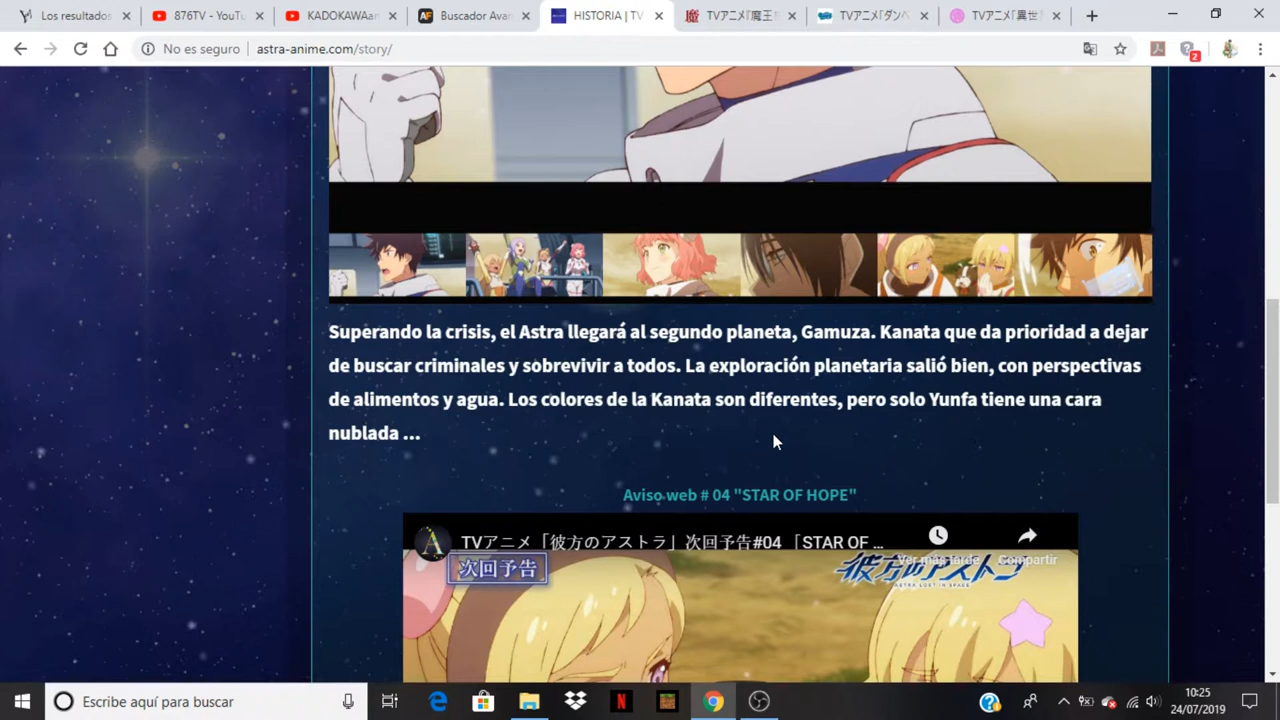 Los resultados
876TV - YouTu
KADOKAWAan
Buscador Avan
HISTORIA | TV
TVアニメ『魔王
TVアニメ「ダンベ
TVアニメ「異世
No es seguro | astra-anime.com/story/
2
Superando la crisis, el Astra llegará al segundo planeta, Gamuza. Kanata que da prioridad a dejar
de buscar criminales y sobrevivir a todos. La exploración planetaria salió bien, con perspectivas
de alimentos y agua. Los colores de la Kanata son diferentes, pero solo Yunfa tiene una cara
nublada ...
Aviso web # 04 "STAR OF HOPE"
TVアニメ「彼方のアストラ」次回予告#04 「STAR OF ...
Ver más tarde
Compartir
次回予告
彼方のアストラ
ASTRA LOST IN SPACE
Escribe aquí para buscar
10:25
24/07/2019